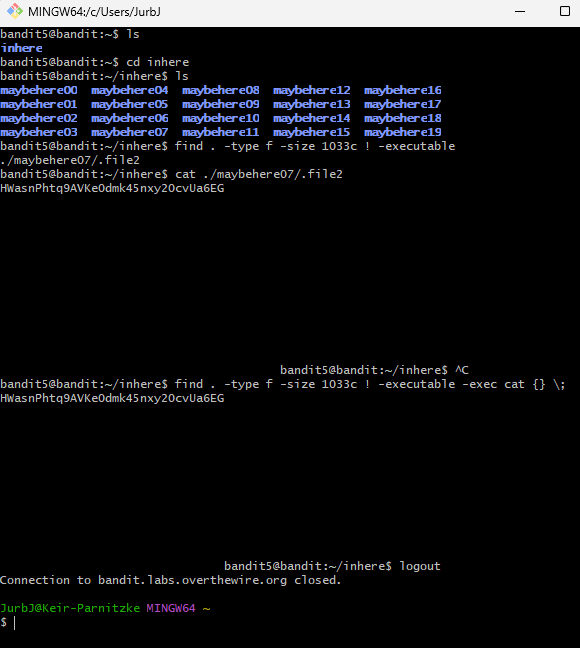 MINGW64:/c/Users/JurbJ
bandit5@bandit:~$ ls
inhere
bandit5@bandit:~$ cd inhere
bandit5@bandit:~/inhere$ ls
maybehere00  maybehere04  maybehere08  maybehere12  maybehere16
maybehere01  maybehere05  maybehere09  maybehere13  maybehere17
maybehere02  maybehere06  maybehere10  maybehere14  maybehere18
maybehere03  maybehere07  maybehere11  maybehere15  maybehere19
bandit5@bandit:~/inhere$ find . -type f -size 1033c ! -executable
./maybehere07/.file2
bandit5@bandit:~/inhere$ cat ./maybehere07/.file2
HWasnPhtq9AVKe0dmk45nxy20cvUa6EG
bandit5@bandit:~/inhere$ ^C
bandit5@bandit:~/inhere$ find . -type f -size 1033c ! -executable -exec cat {} \;
HWasnPhtq9AVKe0dmk45nxy20cvUa6EG
bandit5@bandit:~/inhere$ logout
Connection to bandit.labs.overthewire.org closed.
JurbJ@Keir-Parnitzke MINGW64 ~
$